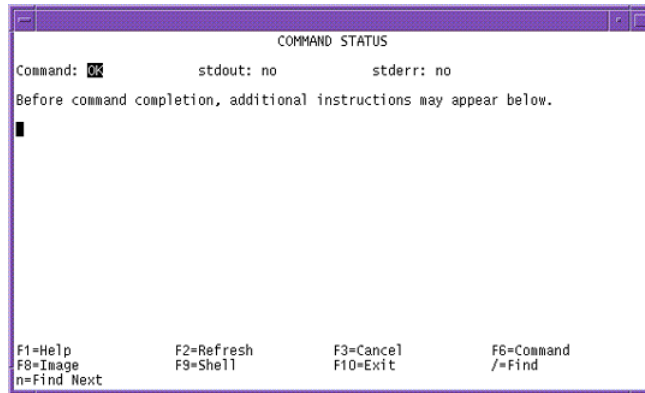 COMMAND STATUS
Command: OK stdout: no stderr: no
Before command completion, additional instructions may appear below.
F1=Help F2=Refresh F3=Cancel F6=Command
F8=Image F9=Shell F10=Exit /=Find
n=Find Next